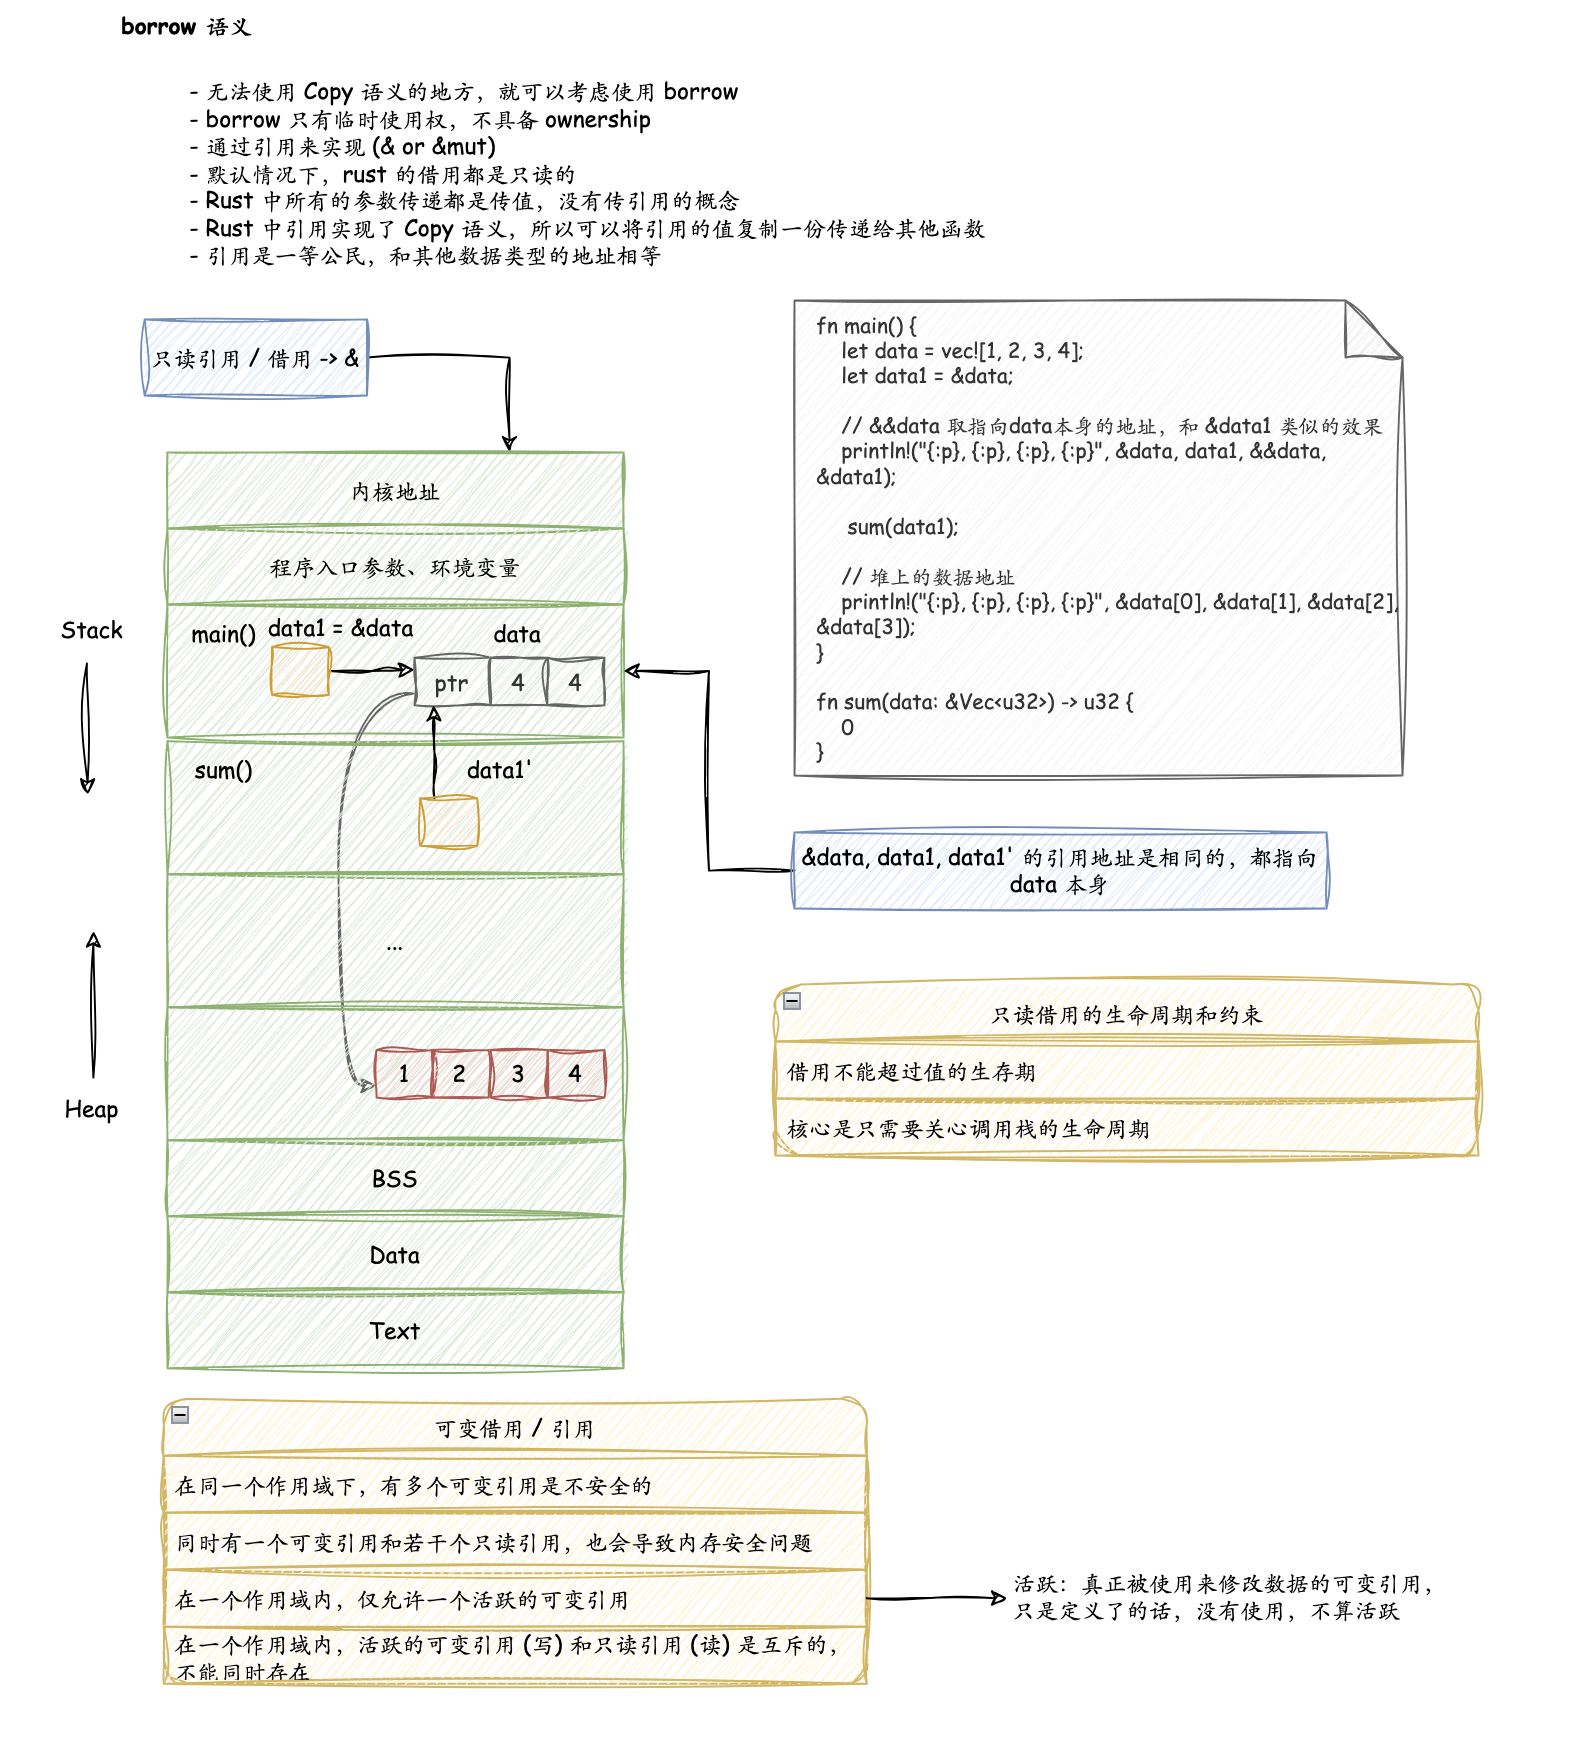 borrow 语义
- 无法使用 Copy 语义的地方，就可以考虑使用 borrow
- borrow 只有临时使用权，不具备 ownership
- 通过引用来实现 (& or &mut)
- 默认情况下，rust 的借用都是只读的
- Rust 中所有的参数传递都是传值，没有传引用的概念
- Rust 中引用实现了 Copy 语义，所以可以将引用的值复制一份传递给其他函数
- 引用是一等公民，和其他数据类型的地址相等
只读引用 / 借用 -> &
fn main() {
let data = vec![1, 2, 3, 4];
let data1 = &data;
// &&data 取指向data本身的地址，和 &data1 类似的效果
println!("{:p}, {:p}, {:p}, {:p}", &data, data1, &&data,
&data1);
sum(data1);
// 堆上的数据地址
println!("{:p}, {:p}, {:p}, {:p}", &data[0], &data[1], &data[2],
&data[3]);
}
fn sum(data: &Vec<u32>) -> u32 {
0
}
内核地址
程序入口参数、环境变量
Stack
main()
data1 = &data
data
ptr
4
4
sum()
data1'
&data, data1, data1' 的引用地址是相同的，都指向
data 本身
...
只读借用的生命周期和约束
借用不能超过值的生存期
核心是只需要关心调用栈的生命周期
1
2
3
4
Heap
BSS
Data
Text
可变借用 / 引用
在同一个作用域下，有多个可变引用是不安全的
同时有一个可变引用和若干个只读引用，也会导致内存安全问题
在一个作用域内，仅允许一个活跃的可变引用
活跃：真正被使用来修改数据的可变引用，
只是定义了的话，没有使用，不算活跃
在一个作用域内，活跃的可变引用 (写) 和只读引用 (读) 是互斥的，
不能同时存在